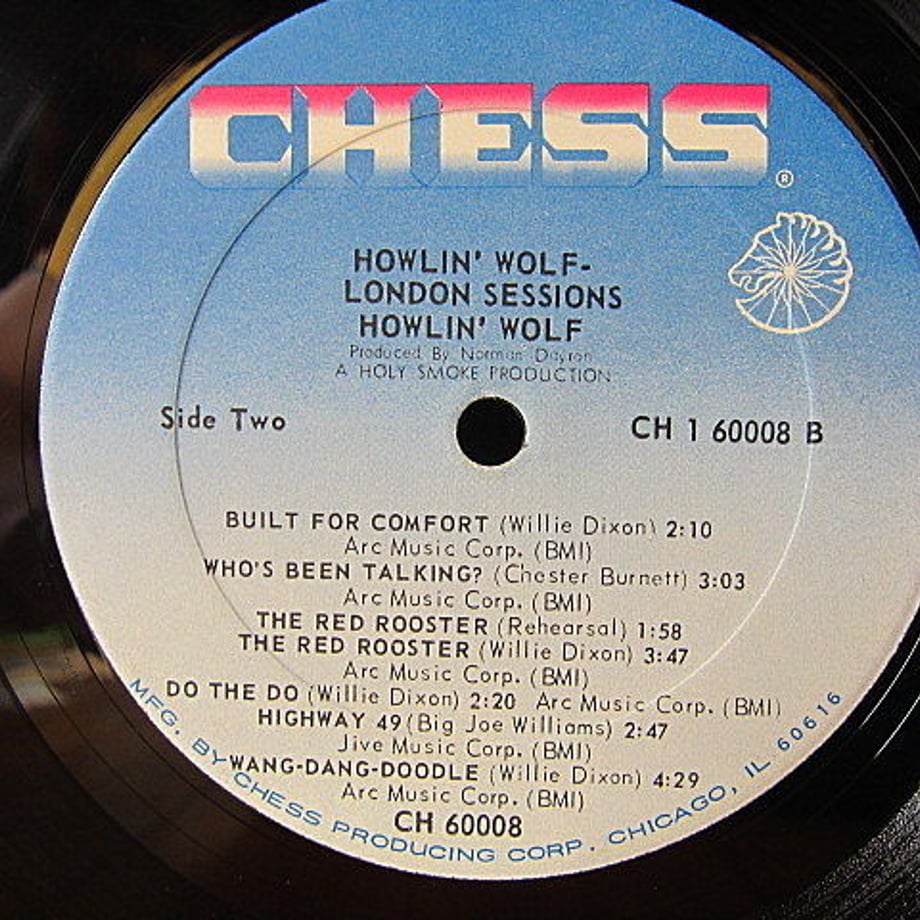 CHESS®
HOWLIN' WOLF-
LONDON SESSIONS
HOWLIN' WOLF
Produced By Norman Dayron
A HOLY SMOKE PRODUCTION
Side Two
CH 1 60008 B
BUILT FOR COMFORT (Willie Dixon) 2:10
Arc Music Corp. (BMI)
WHO'S BEEN TALKING? (Chester Burnett) 3:03
Arc Music Corp. (BMI)
THE RED ROOSTER (Rehearsal) 1:58
THE RED ROOSTER (Willie Dixon) 3:47
Arc Music Corp. (BMI)
DO THE DO (Willie Dixon) 2:20 Arc Music Corp. (BMI)
HIGHWAY 49 (Big Joe Williams) 2:47
Jive Music Corp. (BMI)
WANG-DANG-DOODLE (Willie Dixon) 4:29
Arc Music Corp. (BMI)
CH 60008
MFG. BY CHESS PRODUCING CORP. CHICAGO, IL 60616